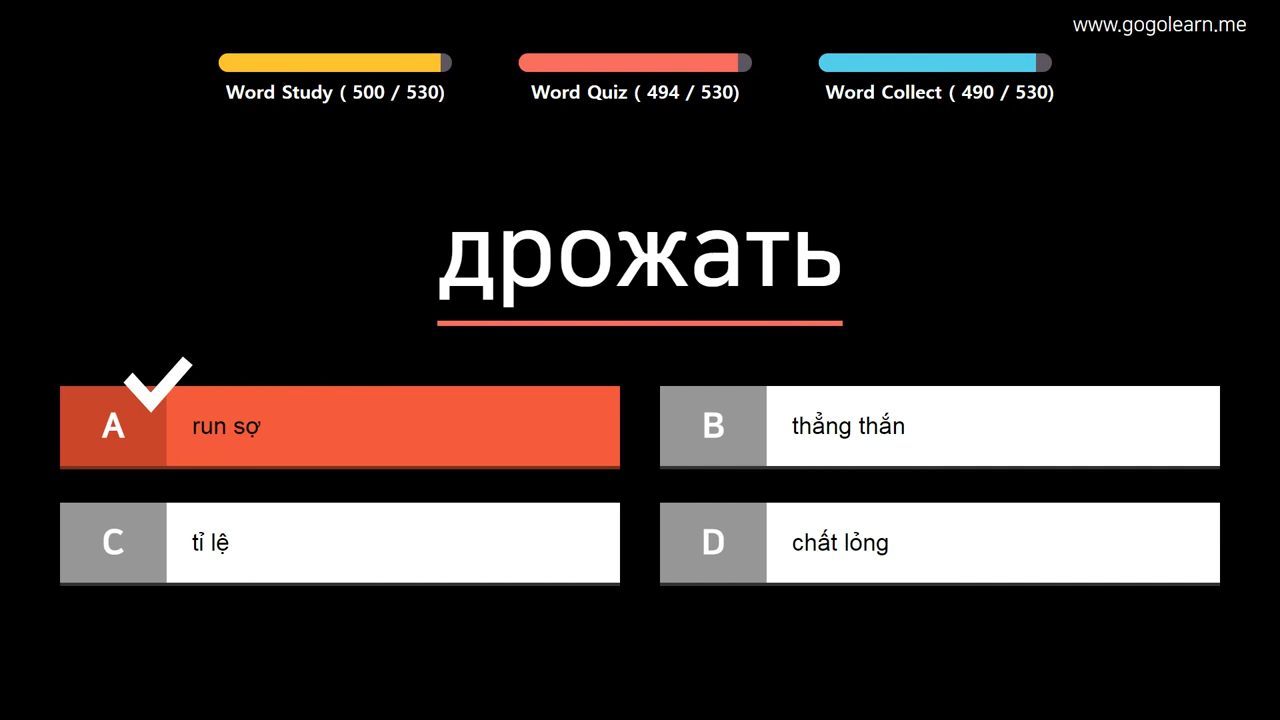 www.gogolearn.me
Word Study ( 500 / 530)
Word Quiz ( 494 / 530)
Word Collect ( 490 / 530)
дрожать
A run sợ
B thẳng thắn
C tỉ lệ
D chất lỏng